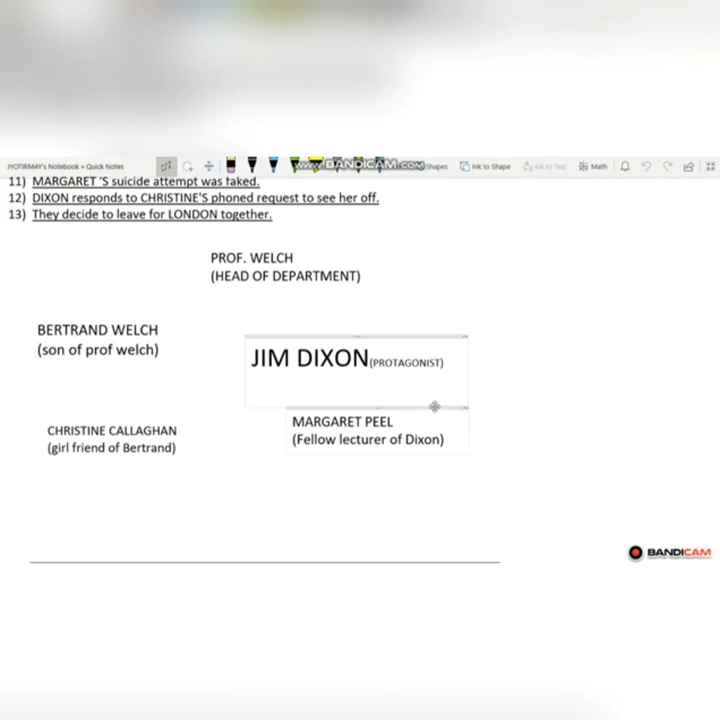 JYOTIRMAY's Notebook • Quick Notes
WWW.BANDICAM.COM
Shapes
Ink to Shape
Ink to Text
Math
11) MARGARET 'S suicide attempt was faked.
12) DIXON responds to CHRISTINE'S phoned request to see her off.
13) They decide to leave for LONDON together.
PROF. WELCH
(HEAD OF DEPARTMENT)
BERTRAND WELCH
(son of prof welch)
JIM DIXON(PROTAGONIST)
MARGARET PEEL
(Fellow lecturer of Dixon)
CHRISTINE CALLAGHAN
(girl friend of Bertrand)
BANDICAM